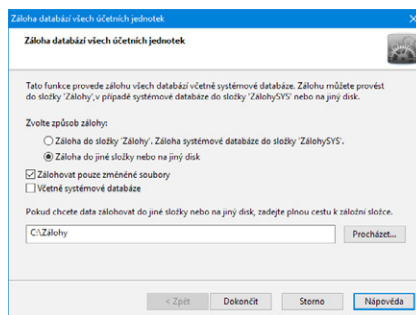 Záloha databází všech účetních jednotek
Záloha databází všech účetních jednotek
Tato funkce provede zálohu všech databází včetně systémové databáze. Zálohu můžete provést
do složky 'Zálohy', v případě systémové databáze do složky 'ZálohySYS' nebo na jiný disk.
Zvolte způsob zálohy:
Záloha do složky 'Zálohy'. Záloha systémové databáze do složky 'ZálohySYS'.
Záloha do jiné složky nebo na jiný disk
Zálohovat pouze změněné soubory
Včetně systémové databáze
Pokud chcete data zálohovat do jiné složky nebo na jiný disk, zadejte plnou cestu k záložní složce.
C:\Zálohy
Procházet...
< Zpět
Dokončit
Storno
Nápověda